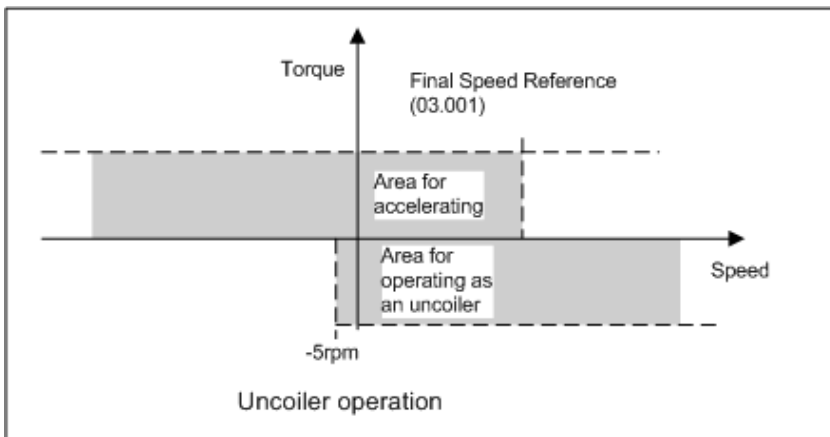 Torque
Final Speed Reference
(03.001)
Area for
accelerating
Area for
operating as
an uncoiler
Speed
-5rpm
Uncoiler operation